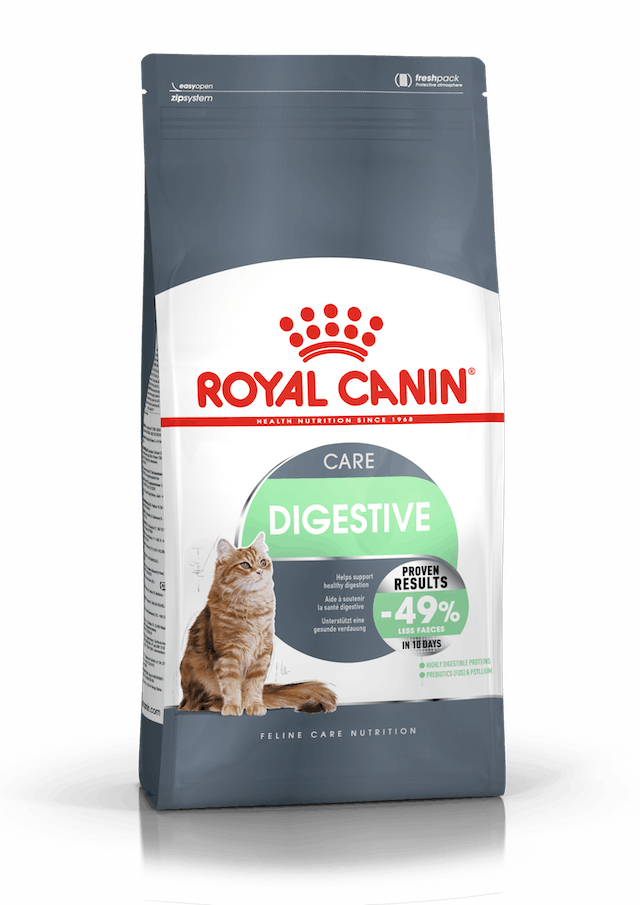 easyopen
zipsystem
freshpack
Protective atmosphere
ROYAL CANIN®
HEALTH NUTRITION SINCE 1968
CARE
DIGESTIVE
Helps support
healthy digestion
Aide à soutenir
la santé digestive
Unterstützt eine
gesunde verdauung
PROVEN
RESULTS
-49%
LESS FAECES
IN 10 DAYS
HIGHLY DIGESTIBLE PROTEINS
PREBIOTICS (FOS) & PSYLLIUM
FELINE CARE NUTRITION